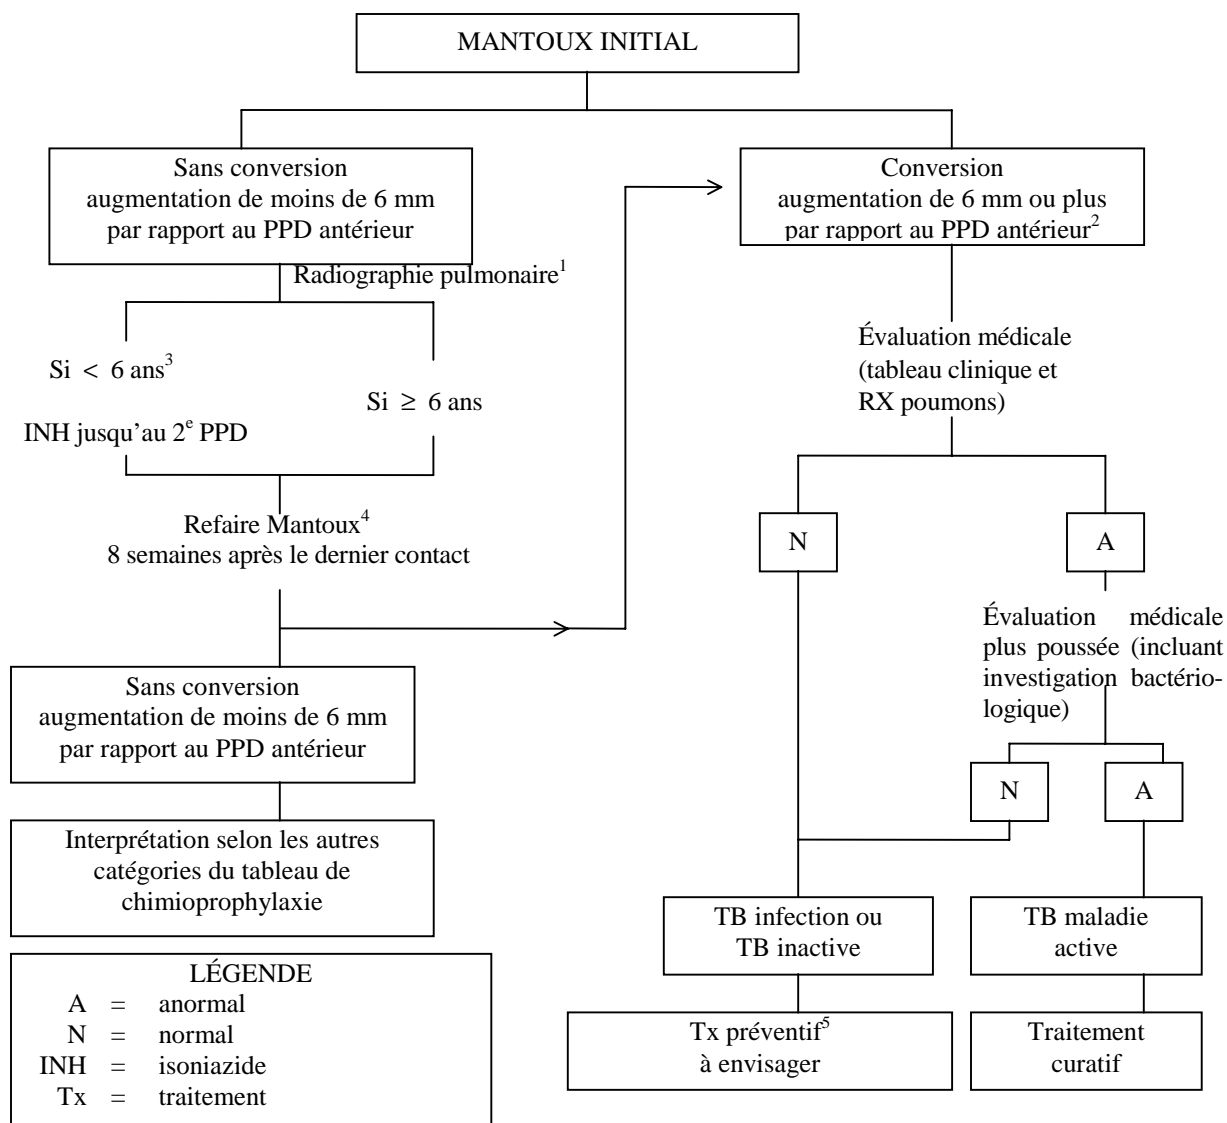 MANTOUX INITIAL
Sans conversion
augmentation de moins de 6 mm
par rapport au PPD antérieur
Radiographie pulmonaire¹
Si < 6 ans³
INH jusqu'au 2ᵉ PPD
Si ≥ 6 ans
Refaire Mantoux⁴
8 semaines après le dernier contact
Sans conversion
augmentation de moins de 6 mm
par rapport au PPD antérieur
Interprétation selon les autres
catégories du tableau de
chimioprophylaxie
Conversion
augmentation de 6 mm ou plus
par rapport au PPD antérieur²
Évaluation médicale
(tableau clinique et
RX poumons)
N
A
Évaluation médicale
plus poussée (incluant
investigation bactério-
logique)
N
A
TB infection ou
TB inactive
TB maladie
active
Tx préventif⁵
à envisager
Traitement
curatif
LÉGENDE
A = anormal
N = normal
INH = isoniazide
Tx = traitement